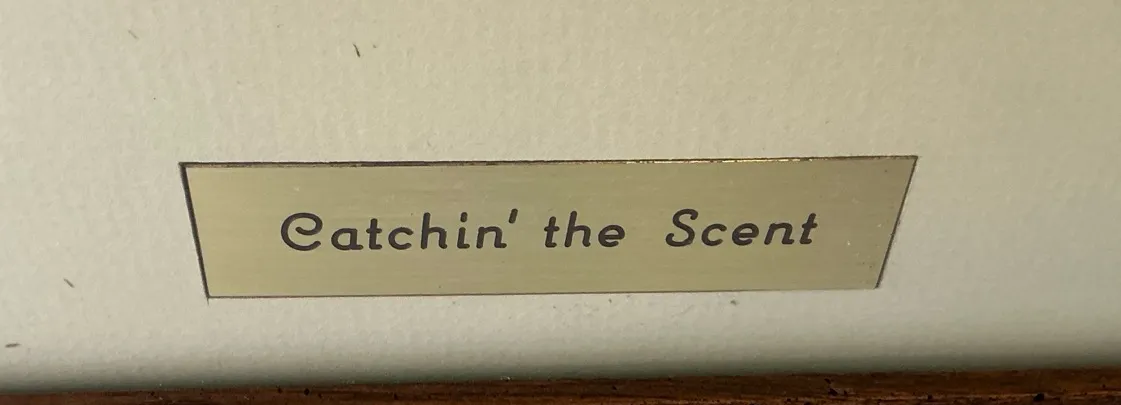 Catchin' the Scent